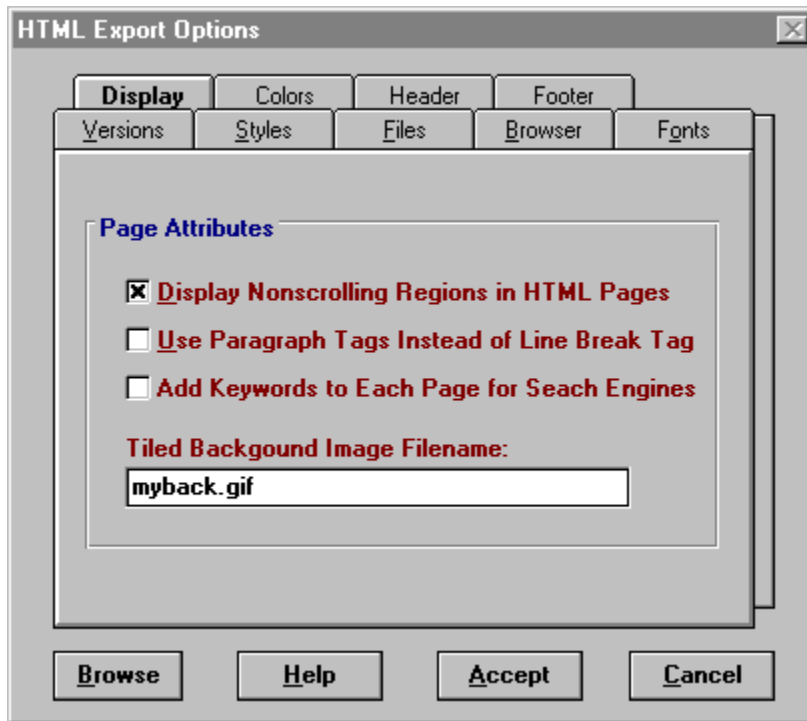 HTML Export Options
Display Colors Header Footer
Versions Styles Files Browser Fonts
Page Attributes
Display Nonscrolling Regions in HTML Pages
Use Paragraph Tags Instead of Line Break Tag
Add Keywords to Each Page for Seach Engines
Tiled Backgound Image Filename:
myback.gif
Browse Help Accept Cancel